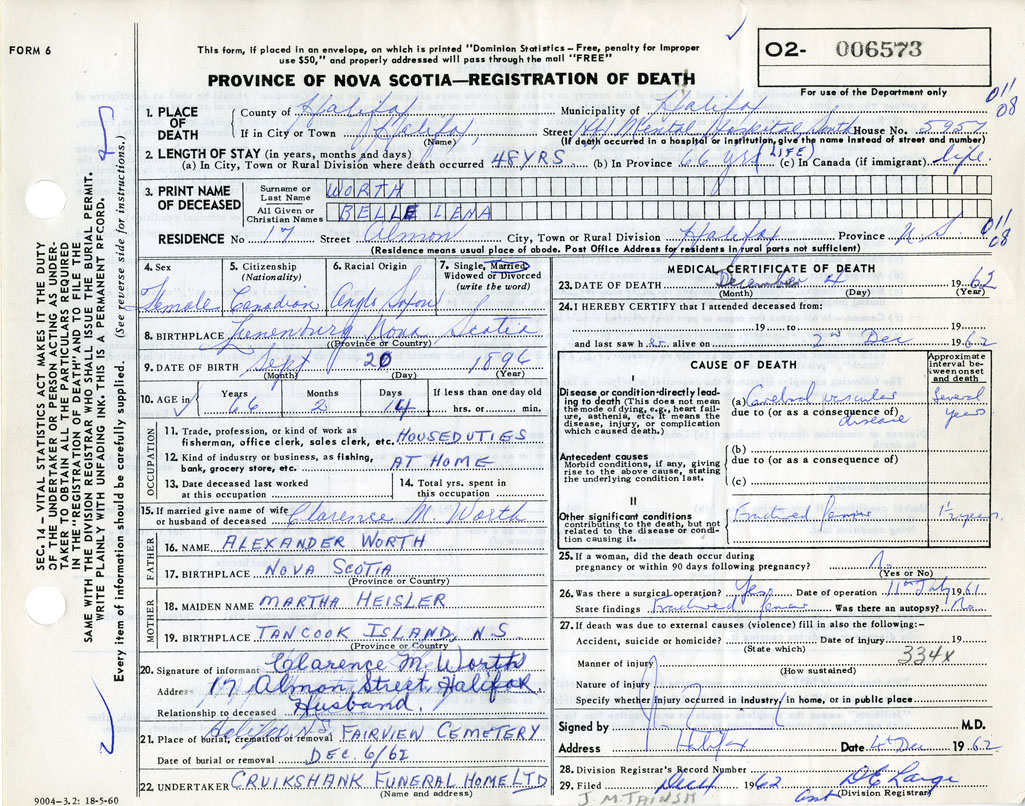 FORM 6
This form, if placed in an envelope, on which is printed "Dominion Statistics – Free, penalty for improper
use $50," and properly addressed will pass through the mail "FREE"
O2- 006573
For use of the Department only
PROVINCE OF NOVA SCOTIA—REGISTRATION OF DEATH
011
08
1. PLACE OF DEATH
County of Halifax Municipality of Halifax
If in City or Town Halifax, Street Hfx Mental Hospital South House No. 5957
(Name) (If death occurred in a hospital or institution, give the name instead of street and number)
2. LENGTH OF STAY (in years, months and days)
(a) In City, Town or Rural Division where death occurred 48 YRS (b) In Province 66 yrs LIFE (c) In Canada (if immigrant) life.
3. PRINT NAME OF DECEASED
Surname or Last Name WORTH
All Given or Christian Names BELLE LENA
RESIDENCE No 17 Street Almon City, Town or Rural Division Halifax Province N.S.
011
08
(Residence means usual place of abode. Post Office Address for residents in rural parts not sufficient)
4. Sex Female
5. Citizenship (Nationality) Canadian
6. Racial Origin Anglo Saxon
7. Single, Married, Widowed or Divorced (write the word)
8. BIRTHPLACE Lunenburg Nova Scotia
(Province or Country)
9. DATE OF BIRTH Sept 20 1896
(Month) (Day) (Year)
10. AGE in Years 66 Months 2 Days 14 If less than one day old hrs. or min.
OCCUPATION
11. Trade, profession, or kind of work as fisherman, office clerk, sales clerk, etc. HOUSEDUTIES
12. Kind of industry or business, as fishing, bank, grocery store, etc. AT HOME
13. Date deceased last worked at this occupation
14. Total yrs. spent in this occupation
15. If married give name of wife or husband of deceased Clarence M. Worth
FATHER
16. NAME ALEXANDER WORTH
17. BIRTHPLACE NOVA SCOTIA
(Province or Country)
MOTHER
18. MAIDEN NAME MARTHA HEISLER
19. BIRTHPLACE TANCOOK ISLAND, N.S.
(Province or Country)
20. Signature of informant Clarence M. Worth
Address 17 Almon Street, Halifax,
Relationship to deceased Husband.
Halifax N.S.
21. Place of burial, cremation or removal FAIRVIEW CEMETERY
Date of burial or removal DEC. 6/62
22. UNDERTAKER CRUIKSHANK FUNERAL HOME LTD
(Name and address)
9004-3.2: 18-5-60
MEDICAL CERTIFICATE OF DEATH
23. DATE OF DEATH December 4 1962
(Month) (Day) (Year)
24. I HEREBY CERTIFY that I attended deceased from:
19 to 19
and last saw her alive on 2nd Dec 1962
CAUSE OF DEATH
Approximate interval between onset and death
I
Disease or condition directly leading to death (This does not mean the mode of dying, e.g., heart failure, asthenia, etc. It means the disease, injury, or complication which caused death.)
(a) Cerebral vascular disease Several years
due to (or as a consequence of)
Antecedent causes
Morbid conditions, if any, giving rise to the above cause, stating the underlying condition last.
(b)
due to (or as a consequence of)
(c)
II
Other significant conditions contributing to the death, but not related to the disease or condition causing it.
Fractured femur 1½ years.
25. If a woman, did the death occur during pregnancy or within 90 days following pregnancy? No
(Yes or No)
26. Was there a surgical operation? Yes Date of operation 11th July 1961
State findings Fractured femur Was there an autopsy? No
27. If death was due to external causes (violence) fill in also the following:–
Accident, suicide or homicide? Date of injury 19
(State which)
334X
Manner of injury
(How sustained)
Nature of injury
Specify whether injury occurred in industry, in home, or in public place
Signed by M.D.
Address Halifax Date 4th Dec 1962
28. Division Registrar's Record Number
29. Filed Dec 4 1962
(Division Registrar)
SEC. 14 – VITAL STATISTICS ACT MAKES IT THE DUTY
OF THE UNDERTAKER OR PERSON ACTING AS UNDER-
TAKER TO OBTAIN ALL THE PARTICULARS REQUIRED
IN THE "REGISTRATION OF DEATH" AND TO FILE THE
SAME WITH THE DIVISION REGISTRAR WHO SHALL ISSUE THE BURIAL PERMIT.
WRITE PLAINLY WITH UNFADING INK. THIS IS A PERMANENT RECORD.
Every item of information should be carefully supplied. (See reverse side for instructions.)